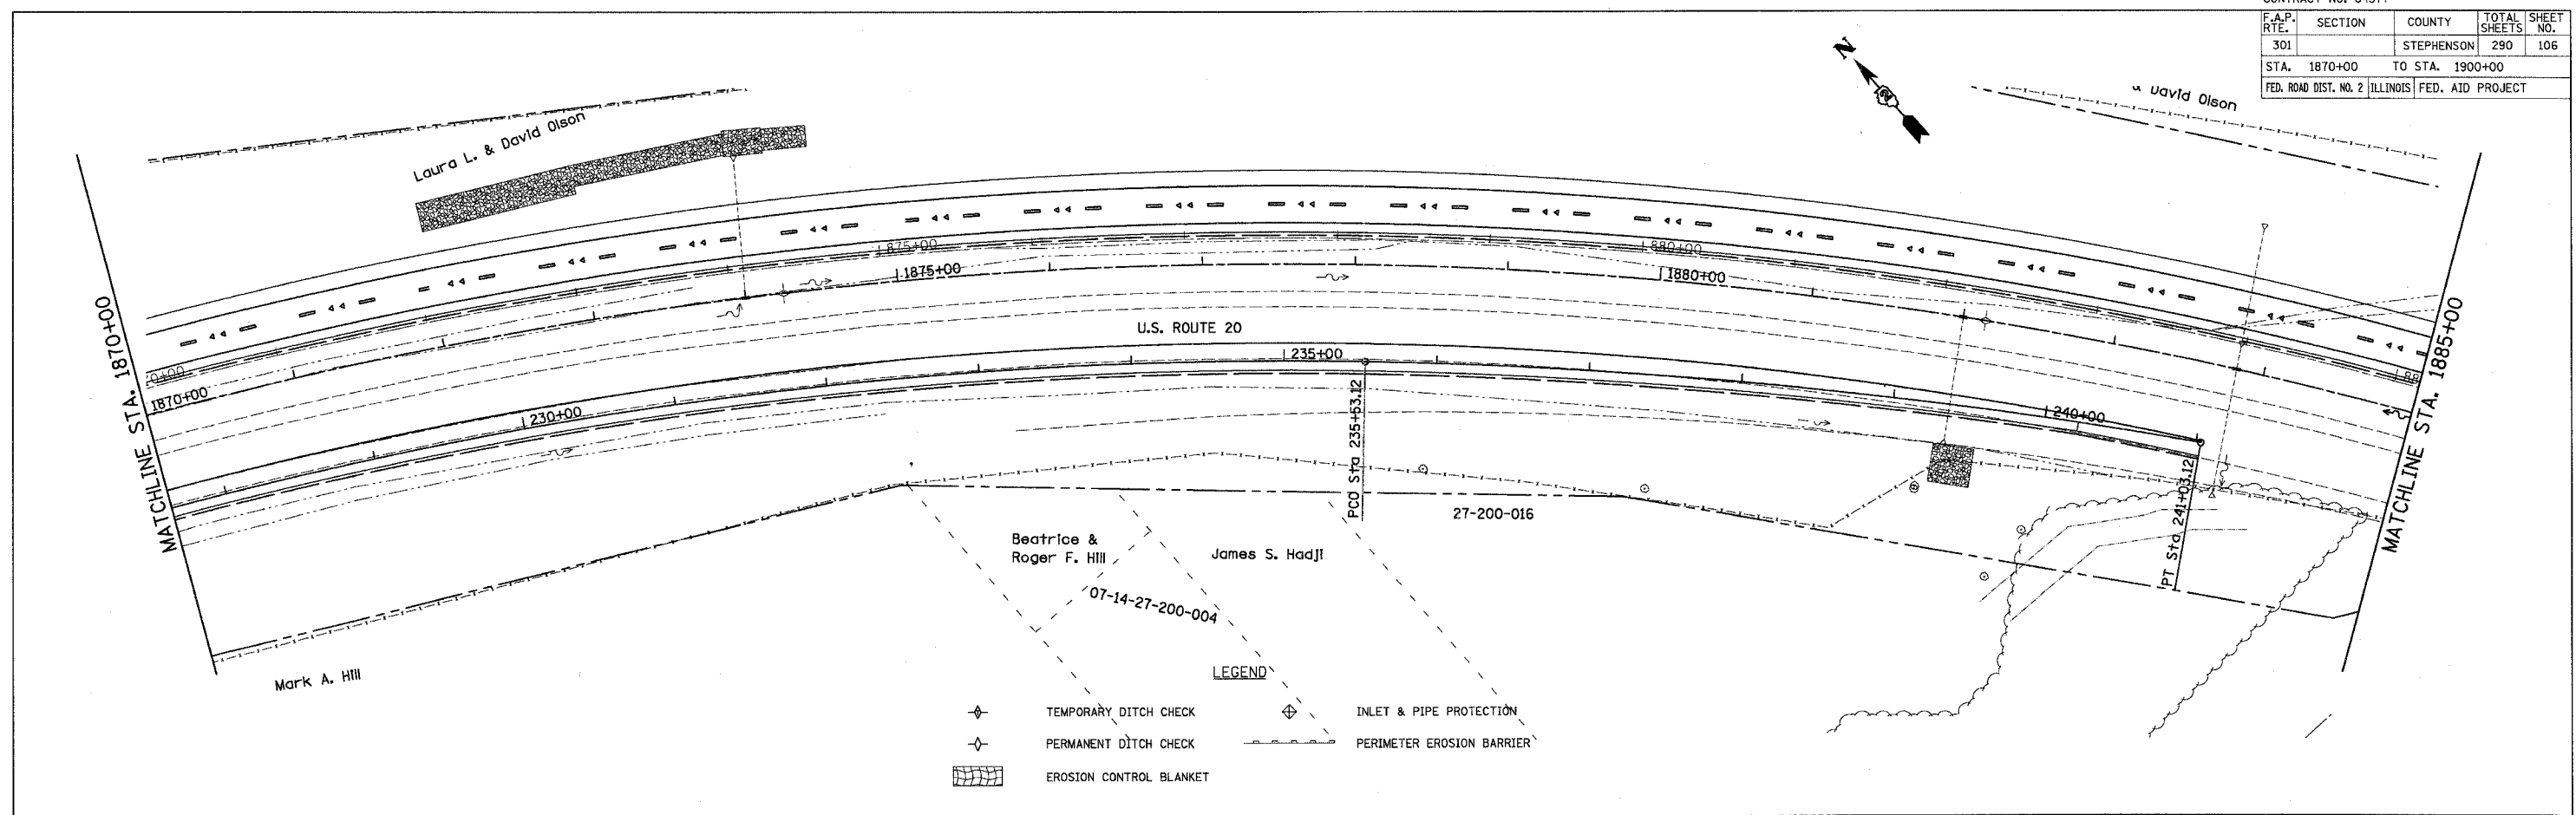 F.A.P. RTE. SECTION COUNTY TOTAL SHEETS SHEET NO.
301 STEPHENSON 290 106
STA. 1870+00 TO STA. 1900+00
FED. ROAD DIST. NO. 2 ILLINOIS FED. AID PROJECT
N
David Olson
Laura L. & David Olson
MATCHLINE STA. 1870+00
MATCHLINE STA. 1885+00
875+00
880+00
0+00
88
1870+00
1875+00
1880+00
U.S. ROUTE 20
230+00
235+00
240+00
PCO Sta 235+53.12
PT Sta 241+03.12
27-200-016
Beatrice &
Roger F. Hill
James S. Hadji
07-14-27-200-004
Mark A. Hill
LEGEND
TEMPORARY DITCH CHECK
INLET & PIPE PROTECTION
PERMANENT DITCH CHECK
PERIMETER EROSION BARRIER
EROSION CONTROL BLANKET